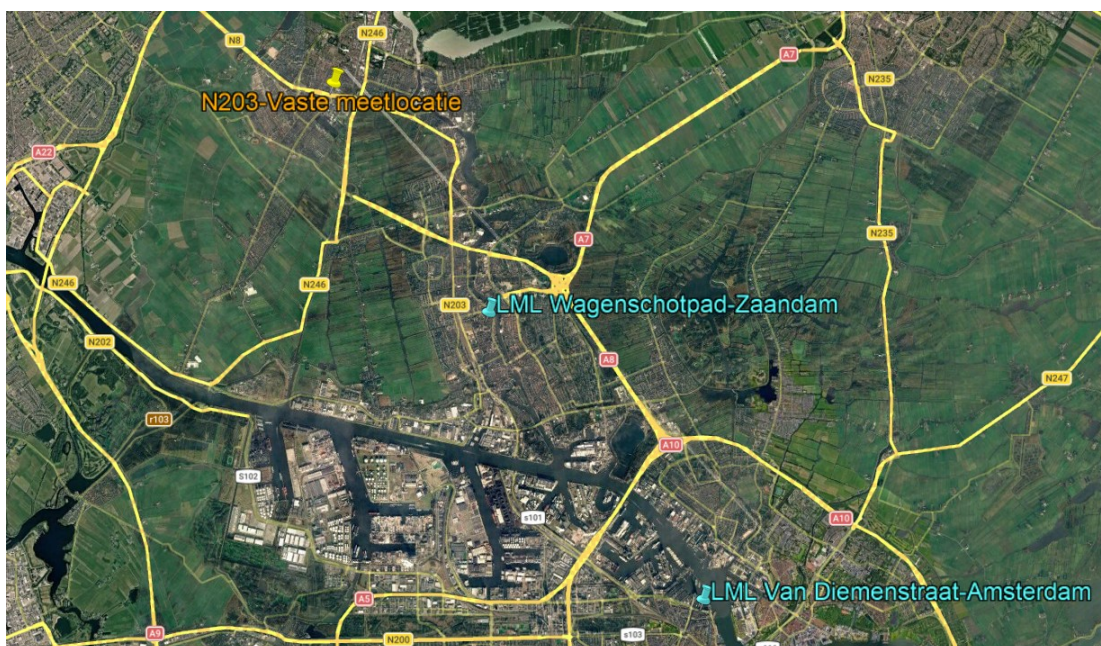 N8
N246
A7
N235
N203-Vaste meetlocatie
A22
A7
N235
N246
N246
N203
LML Wagenschotpad-Zaandam
N202
A8
N247
r103
A10
S102
s101
A10
A5
LML Van Diemenstraat-Amsterdam
A9
N200
s103